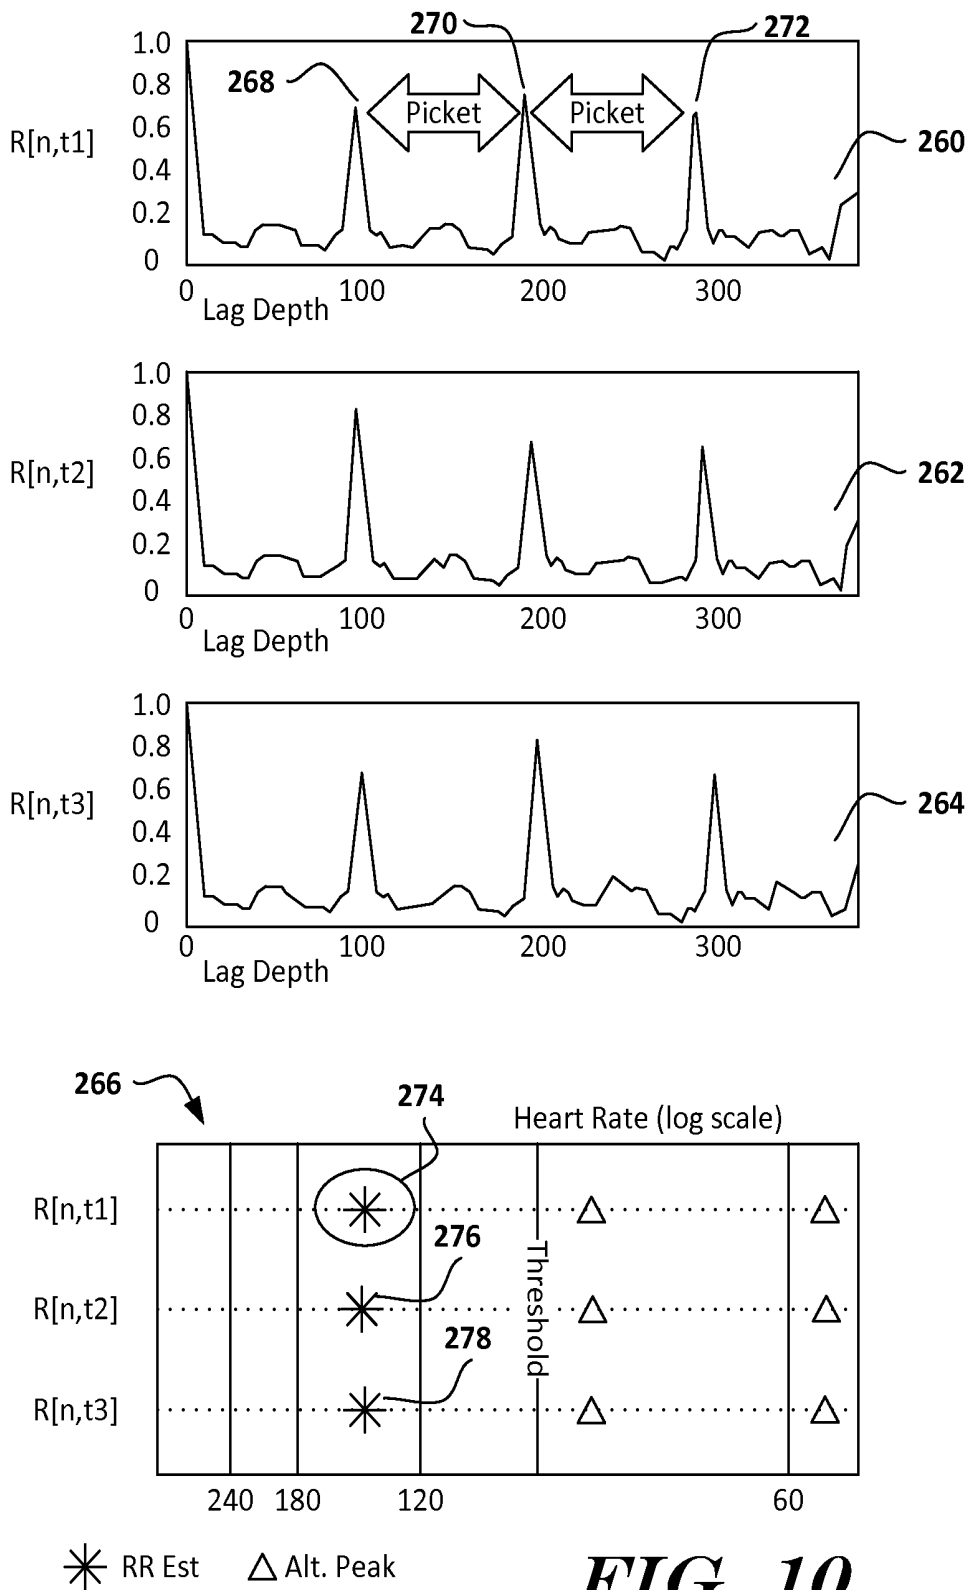 270
272
1.0
268
0.8
Picket
Picket
0.6
R[n,t1]
260
0.4
0.2
0
0 100 200 300
Lag Depth
1.0
0.8
0.6
R[n,t2]
262
0.4
0.2
0
0 100 200 300
Lag Depth
1.0
0.8
0.6
R[n,t3]
264
0.4
0.2
0
0 100 200 300
Lag Depth
266
274
Heart Rate (log scale)
R[n,t1]
276
Threshold
R[n,t2]
278
R[n,t3]
240 180 120 60
RR Est
Alt. Peak
FIG. 10